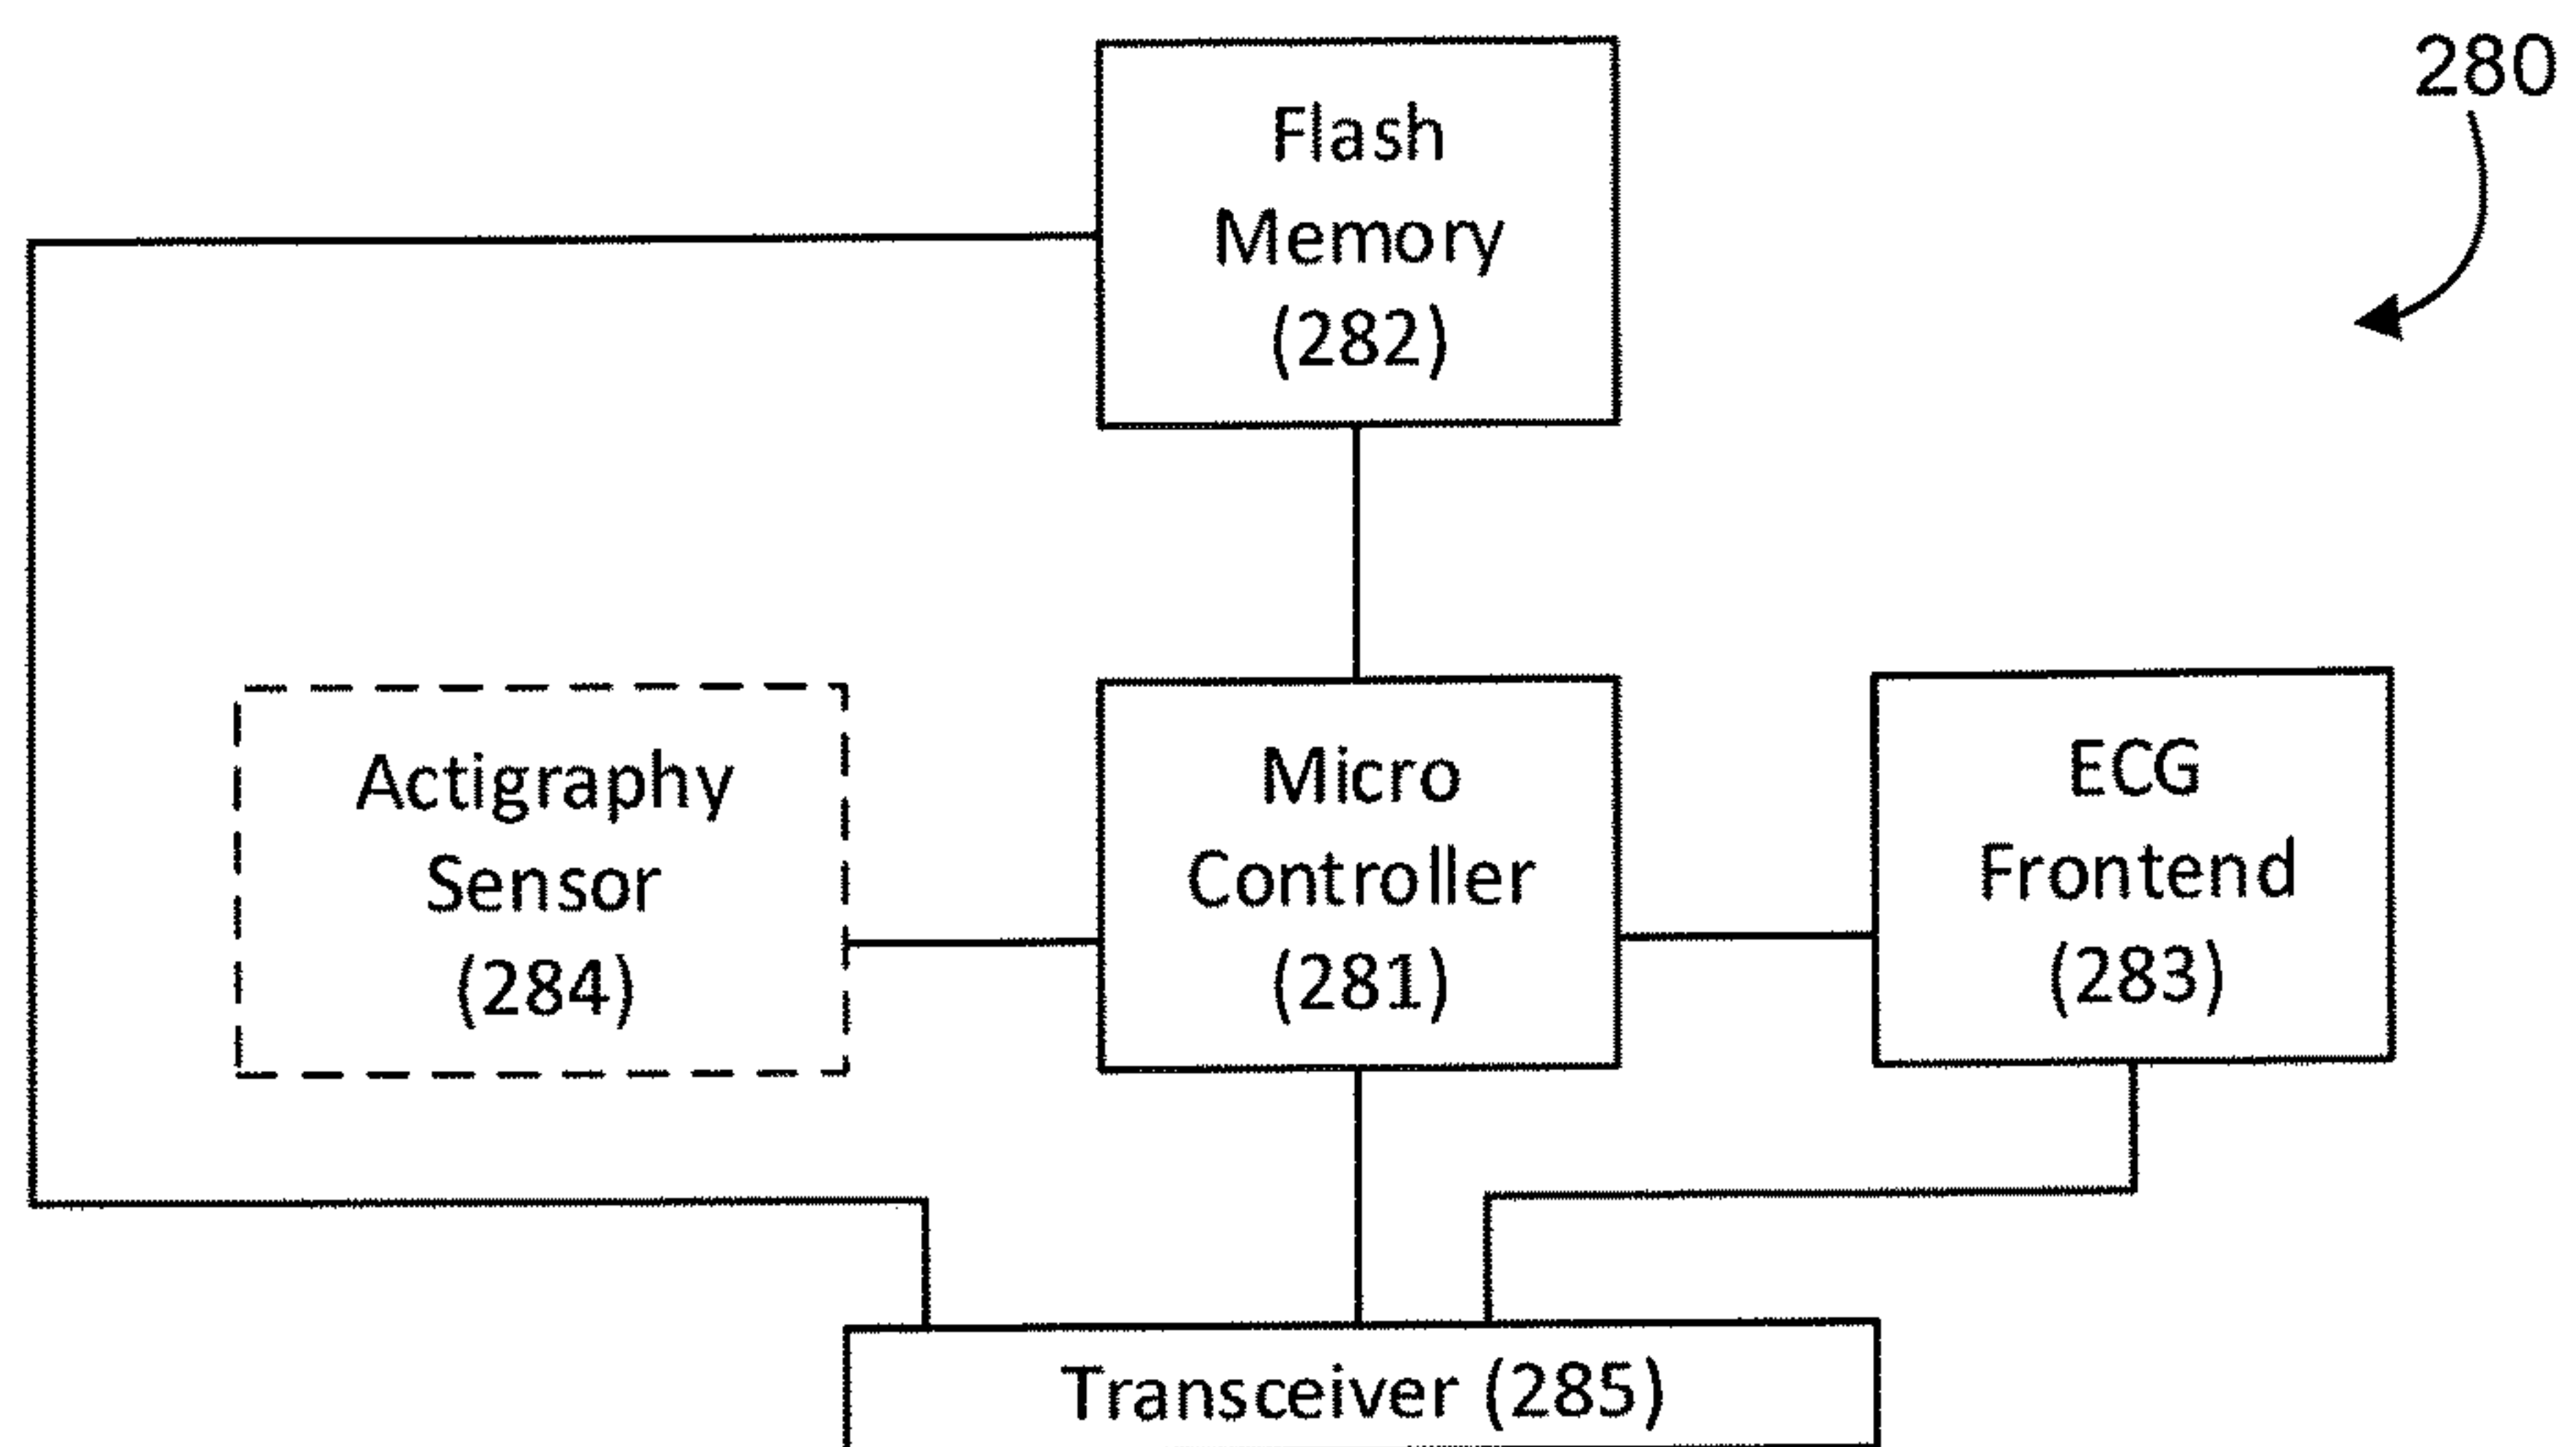 280
Flash
Memory
(282)
Actigraphy
Sensor
(284)
Micro
Controller
(281)
ECG
Frontend
(283)
Transceiver (285)